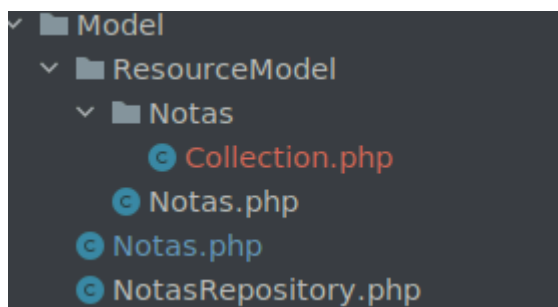 Model
ResourceModel
Notas
Collection.php
Notas.php
Notas.php
NotasRepository.php